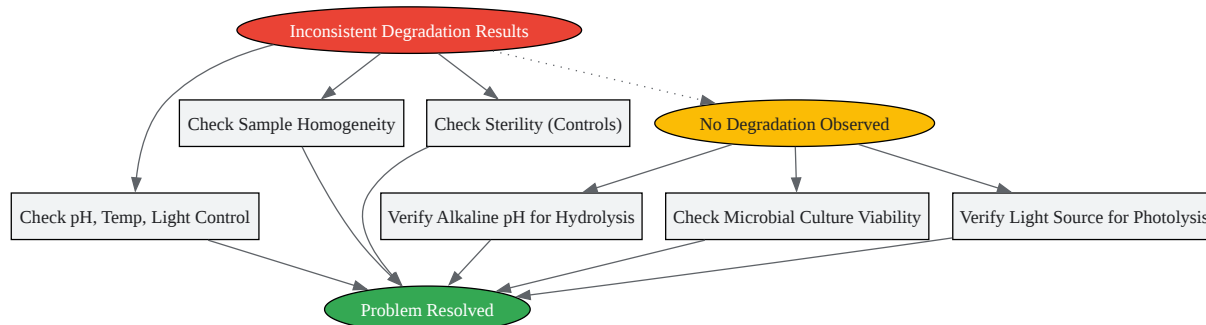 Inconsistent Degradation Results
Check Sample Homogeneity
Check Sterility (Controls)
No Degradation Observed
Check pH, Temp, Light Control
Verify Alkaline pH for Hydrolysis
Check Microbial Culture Viability
Verify Light Source for Photolysis
Problem Resolved